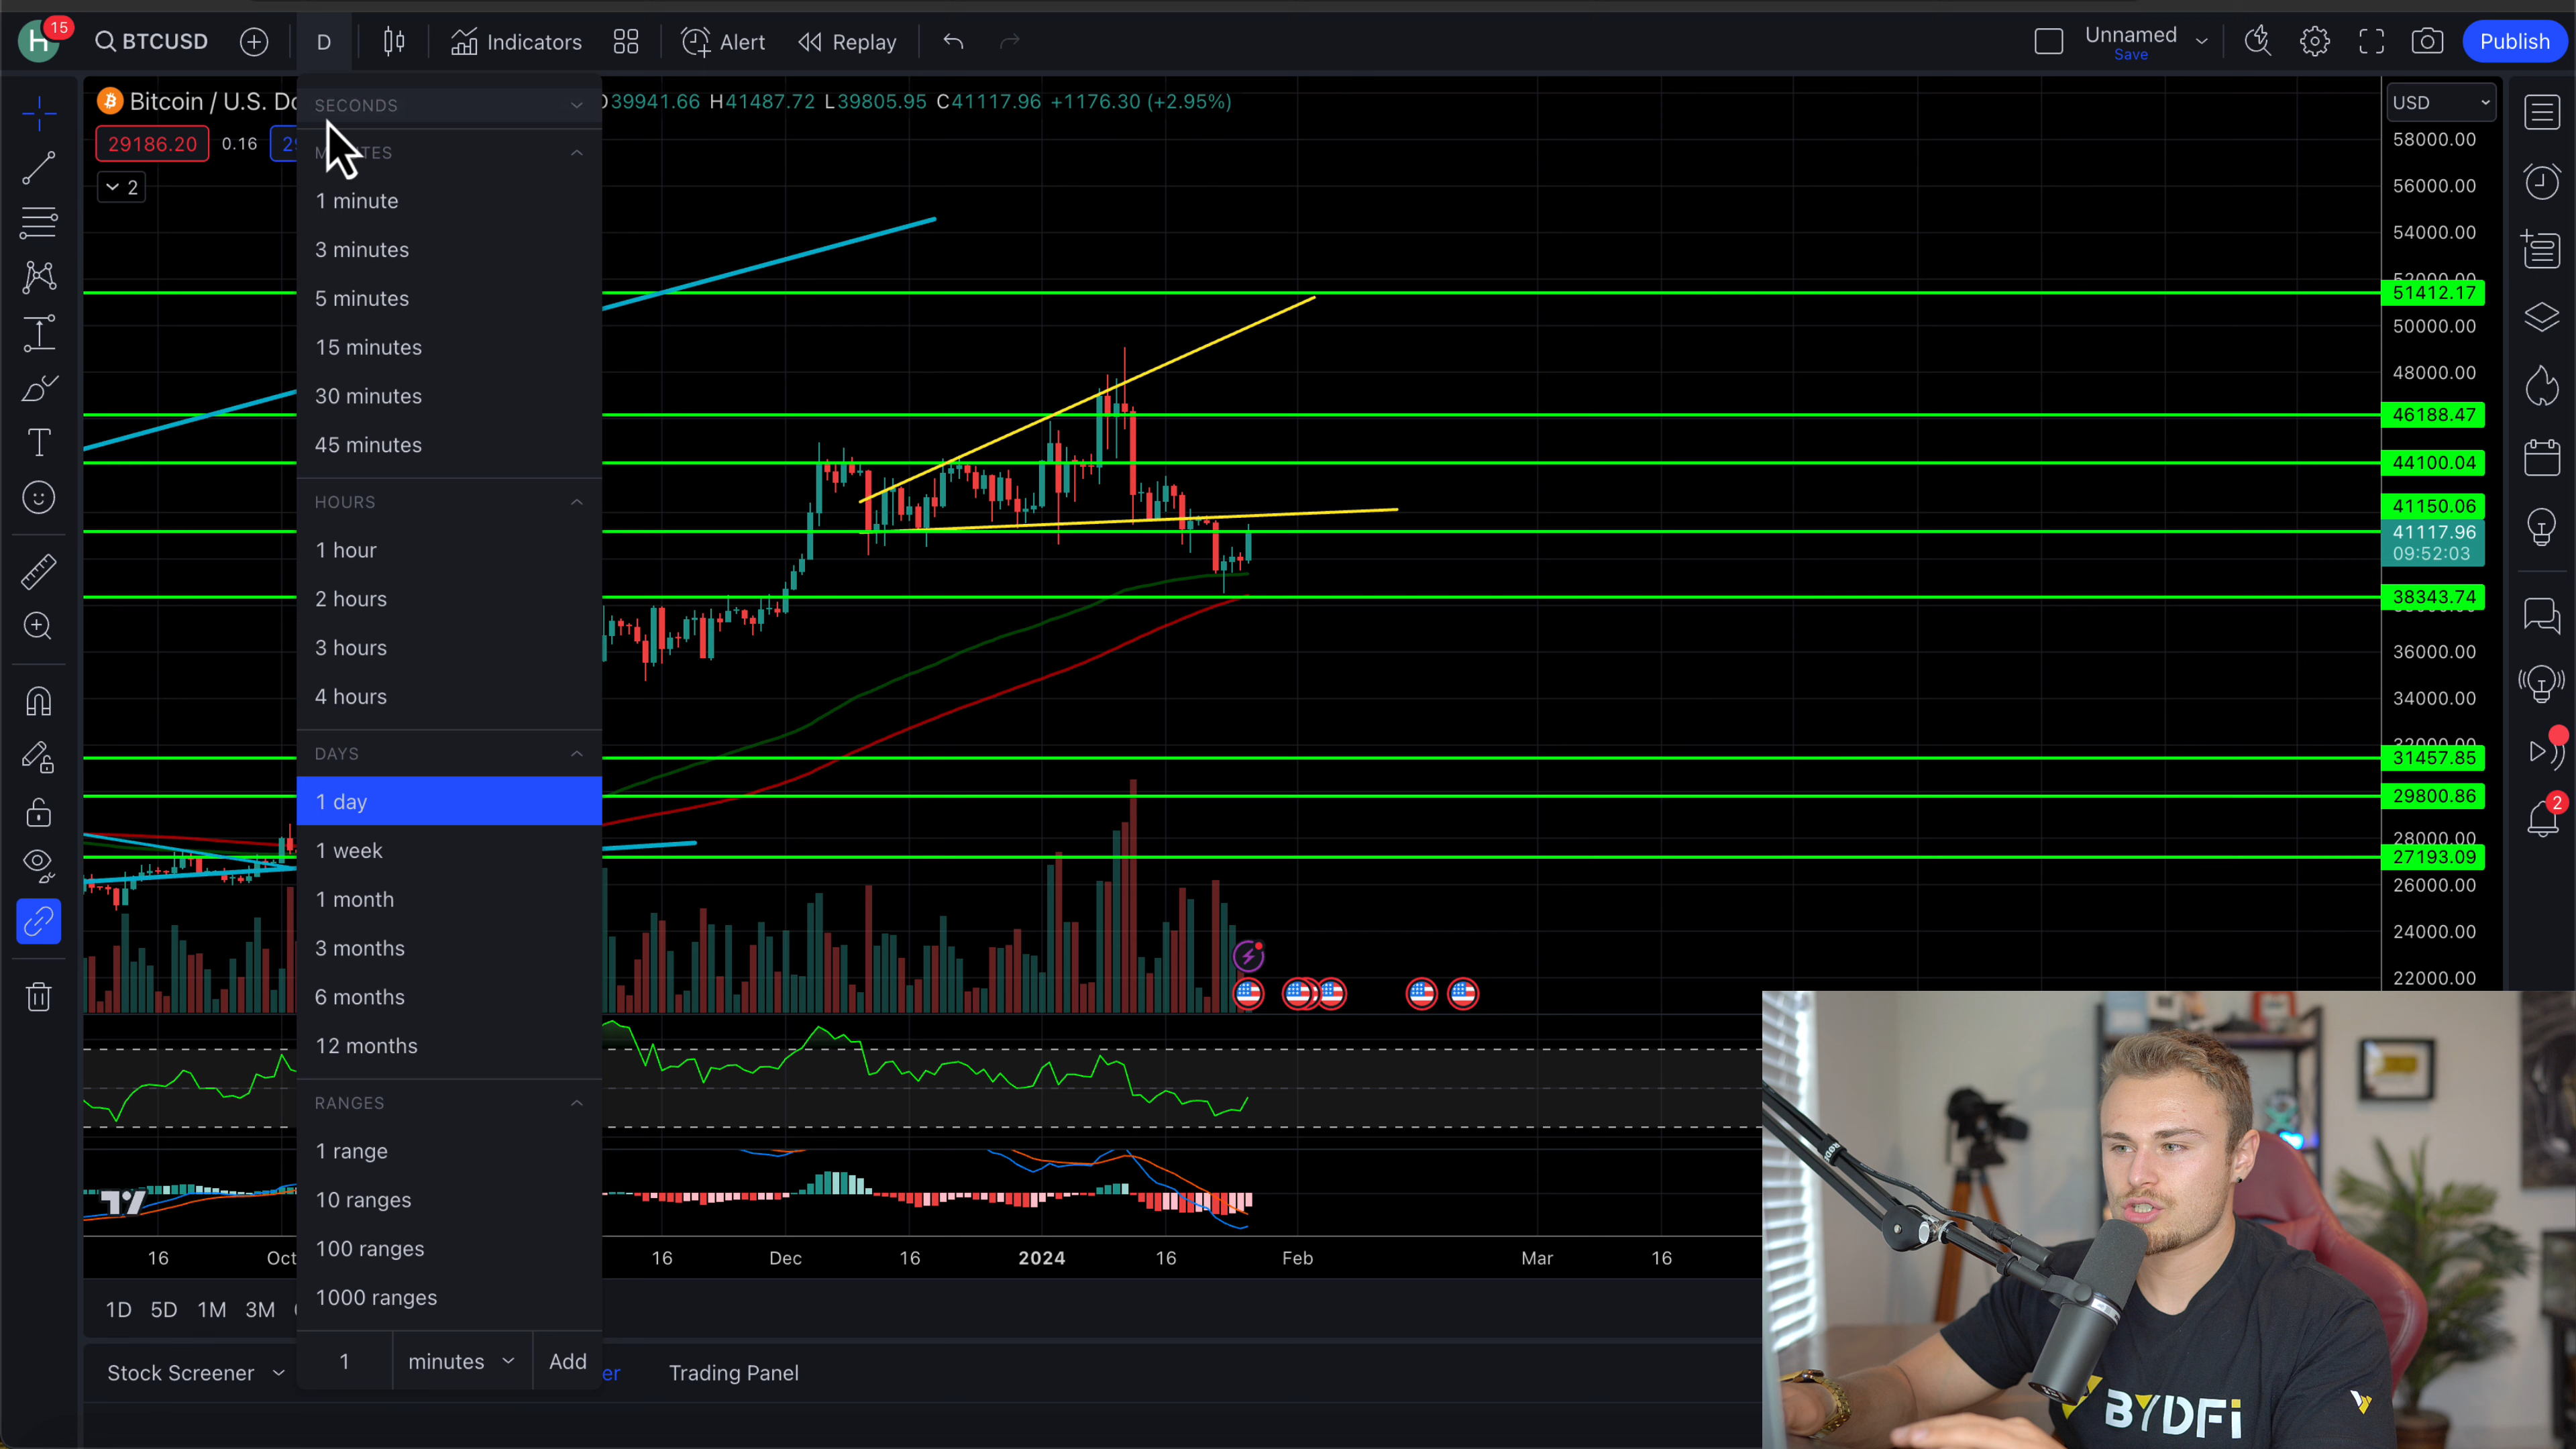 H 15 BTCUSD D Indicators Alert Replay Unnamed Save Publish
Bitcoin / U.S. Do O39941.66 H41487.72 L39805.95 C41117.96 +1176.30 (+2.95%)
29186.20 0.16
2
SECONDS
1 minute
3 minutes
5 minutes
15 minutes
30 minutes
45 minutes
HOURS
1 hour
2 hours
3 hours
4 hours
DAYS
1 day
1 week
1 month
3 months
6 months
12 months
RANGES
1 range
10 ranges
100 ranges
1000 ranges
1 minutes Add
USD
58000.00
56000.00
54000.00
51412.17
50000.00
48000.00
46188.47
44100.04
41150.06
41117.96
09:52:03
38343.74
36000.00
34000.00
31457.85
29800.86
28000.00
27193.09
26000.00
24000.00
22000.00
2
16 Oct 16 Dec 16 2024 16 Feb Mar 16
1D 5D 1M 3M
Stock Screener er Trading Panel
BYDFi